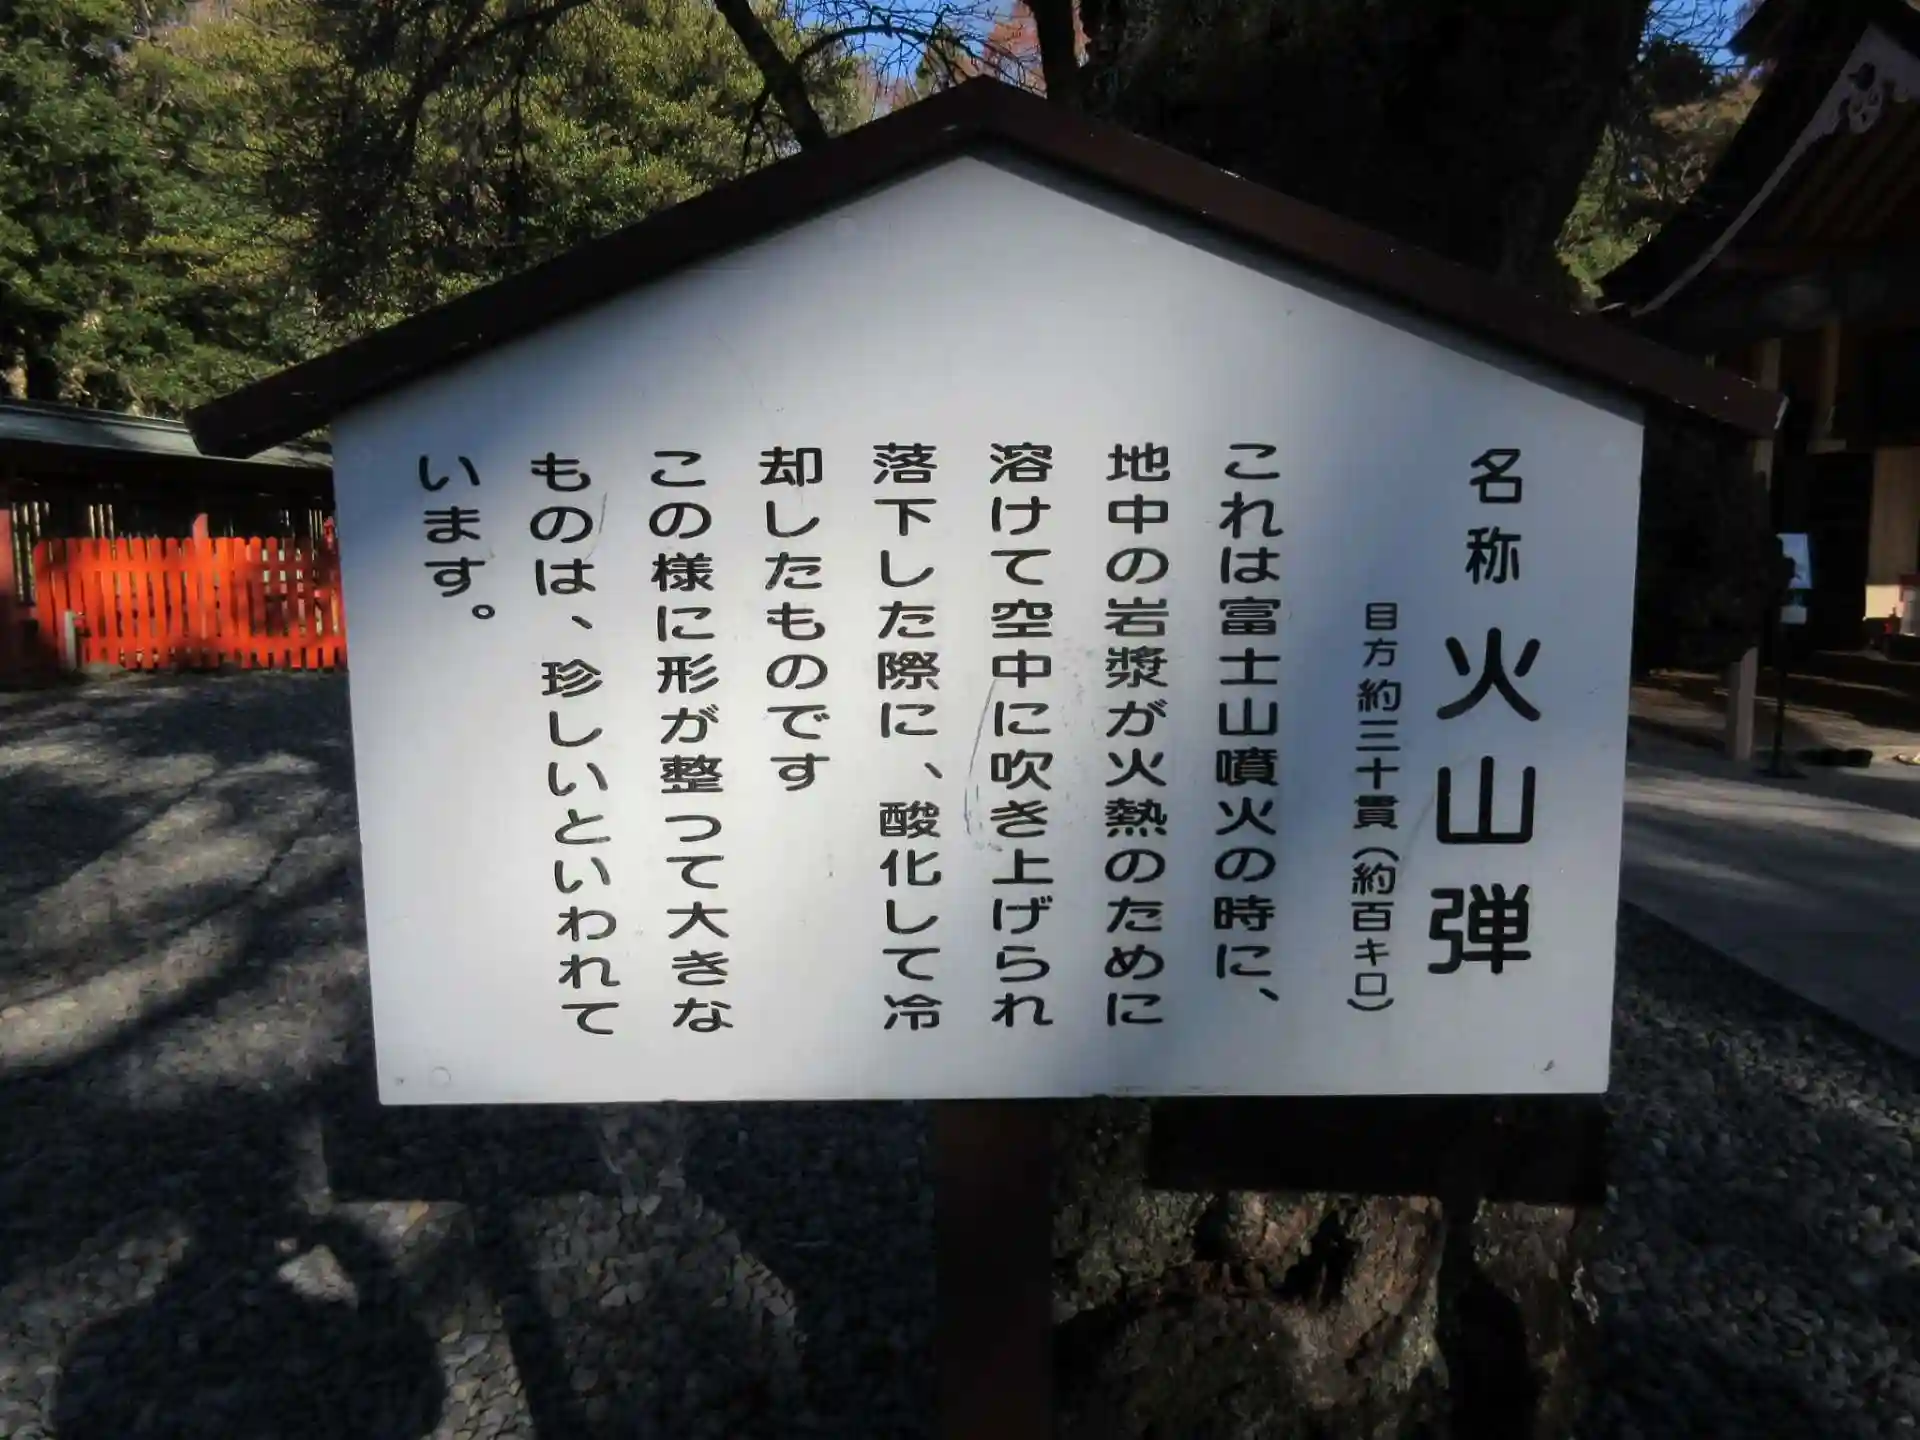 名称 火山弾
目方約三十貫（約百キロ）
これは富士山噴火の時に、
地中の岩漿が火熱のために
溶けて空中に吹き上げられ
落下した際に、酸化して冷
却したものです
この様に形が整って大きな
ものは、珍しいといわれて
います。